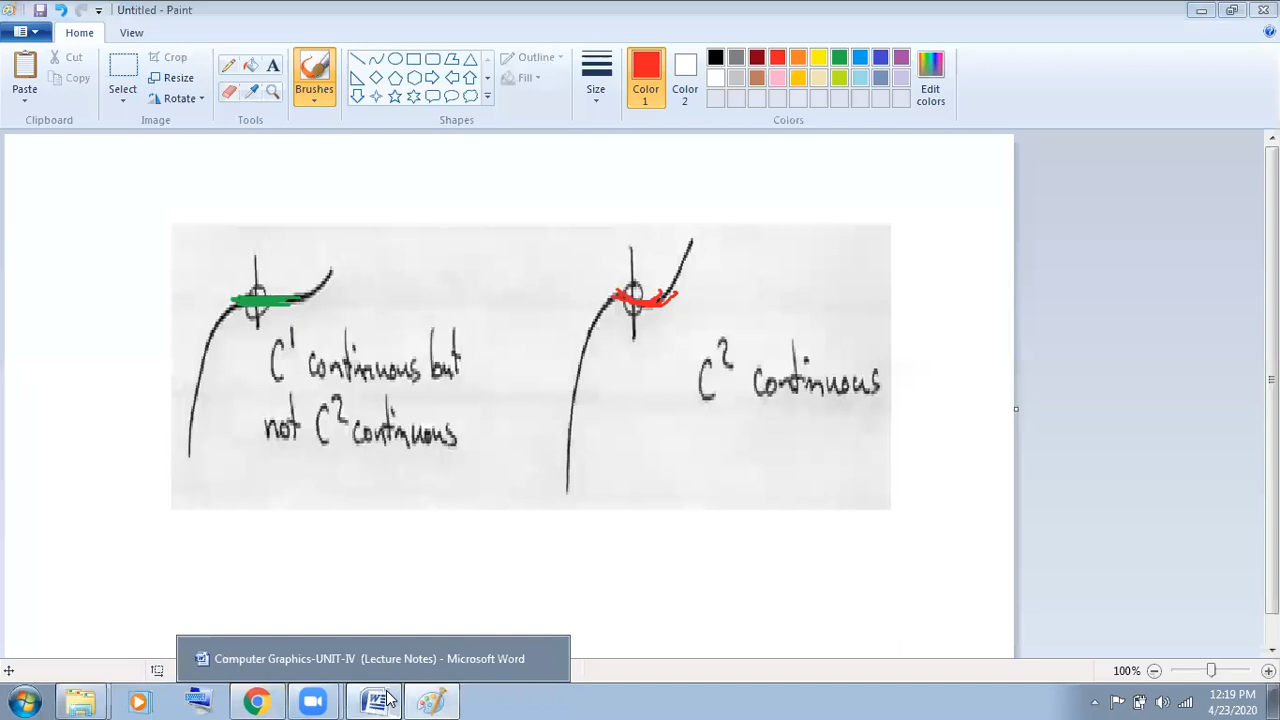 Untitled - Paint
Home View
Paste
Cut
Copy
Clipboard
Select
Crop
Resize
Rotate
Image
Tools
Brushes
Outline
Fill
Shapes
Size
Color 1
Color 2
Edit colors
Colors
C¹ continuous but
not C² continuous
C² continuous
Computer Graphics-UNIT-IV (Lecture Notes) - Microsoft Word
100%
12:19 PM
4/23/2020